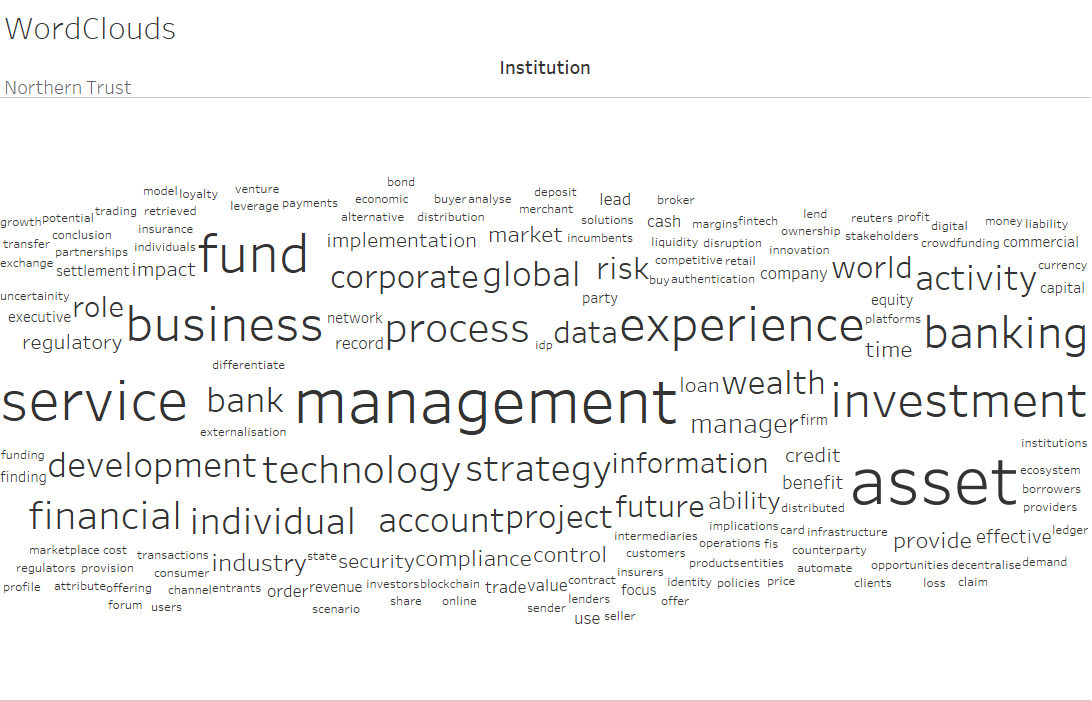 WordClouds
Institution
Northern Trust
bond
model loyalty venture economic buyer analyse deposit lead broker
leverage payments merchant
growth potential trading retrieved alternative distribution solutions cash margins fintech lend reuters profit digital money liability
conclusion insurance ownership
transfer partnerships individuals fund implementation market incumbents liquidity disruption innovation stakeholders crowdfunding commercial
exchange settlement impact corporate global risk competitive retail company world activity currency
buy authentication capital
uncertainity role party equity
executive business network process data experience platforms banking
regulatory record idp time
differentiate
service bank management loan wealth investment
externalisation manager firm
institutions
funding development technology strategy information credit asset ecosystem
finding benefit borrowers
financial individual account project future ability distributed providers
implications card infrastructure ledger
marketplace cost transactions industry state security compliance control intermediaries operations fis counterparty provide effective
customers
regulators provision consumer insurers products entities automate opportunities decentralise demand
profile attribute offering channel entrants order revenue investors blockchain trade value contract focus identity policies price clients loss claim
forum users share online lenders offer
scenario sender use seller